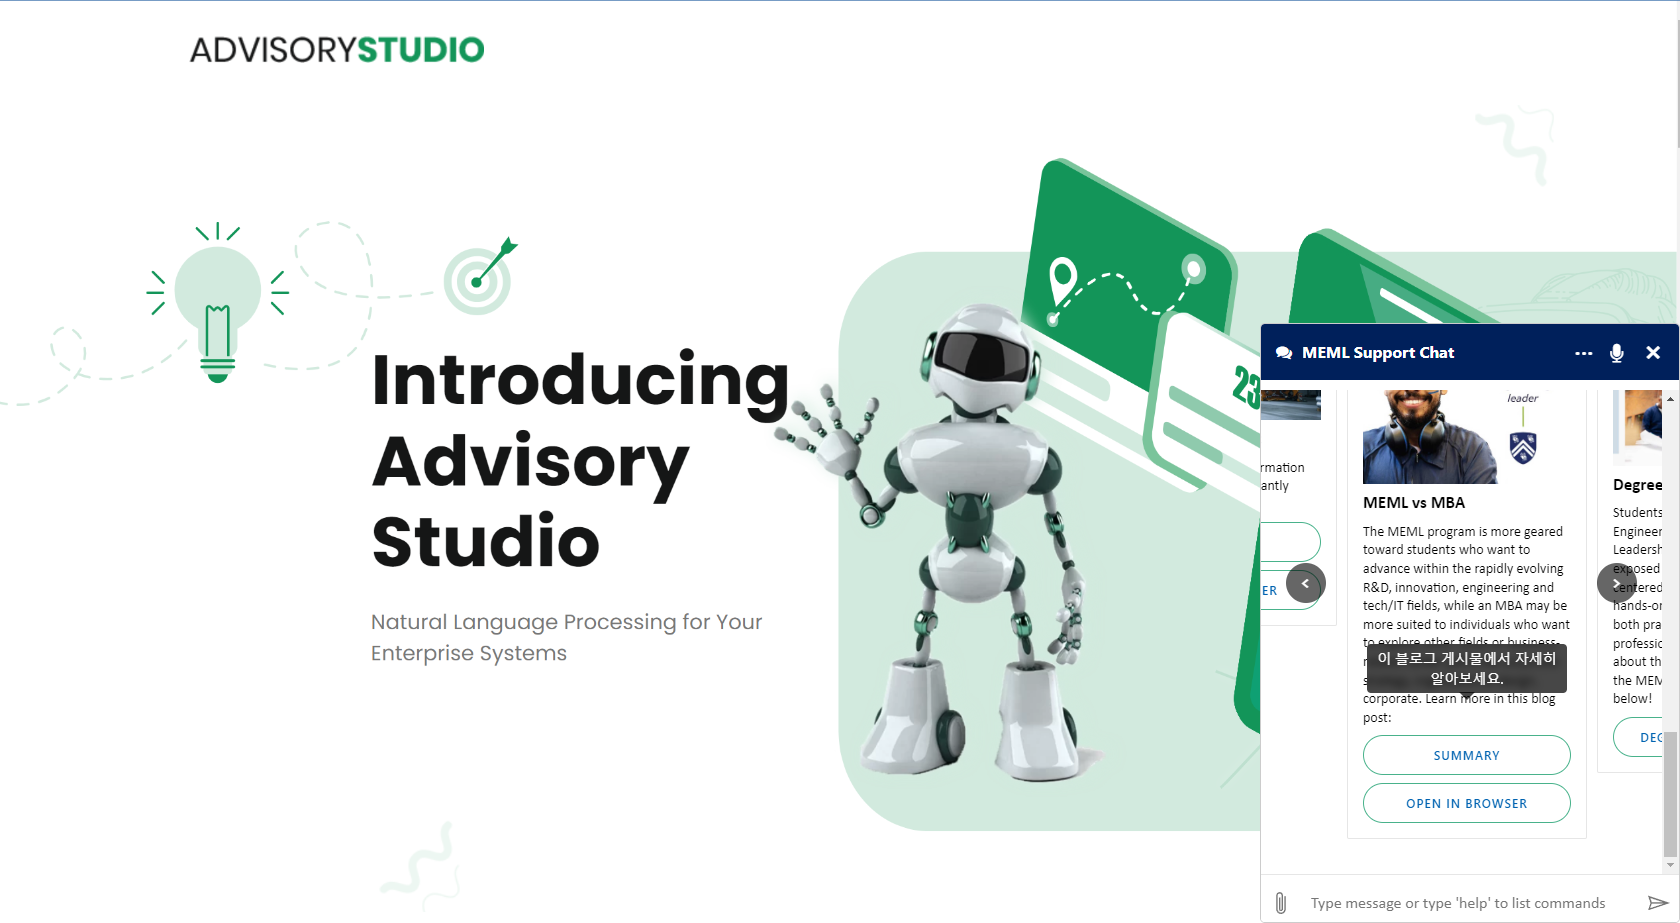 ADVISORYSTUDIO
Introducing
Advisory
Studio
Natural Language Processing for Your
Enterprise Systems
23
MEML Support Chat
rmation
antly
ER
leader
MEML vs MBA
The MEML program is more geared
toward students who want to
advance within the rapidly evolving
R&D, innovation, engineering and
tech/IT fields, while an MBA may be
more suited to individuals who want
to explore other fields or business-
이 블로그 게시물에서 자세히
알아보세요.
corporate. Learn more in this blog
post:
SUMMARY
OPEN IN BROWSER
Degree
Students
Engineer
Leadersh
exposed
centered
hands-or
both pra
professic
about th
the MEM
below!
DEG
Type message or type 'help' to list commands